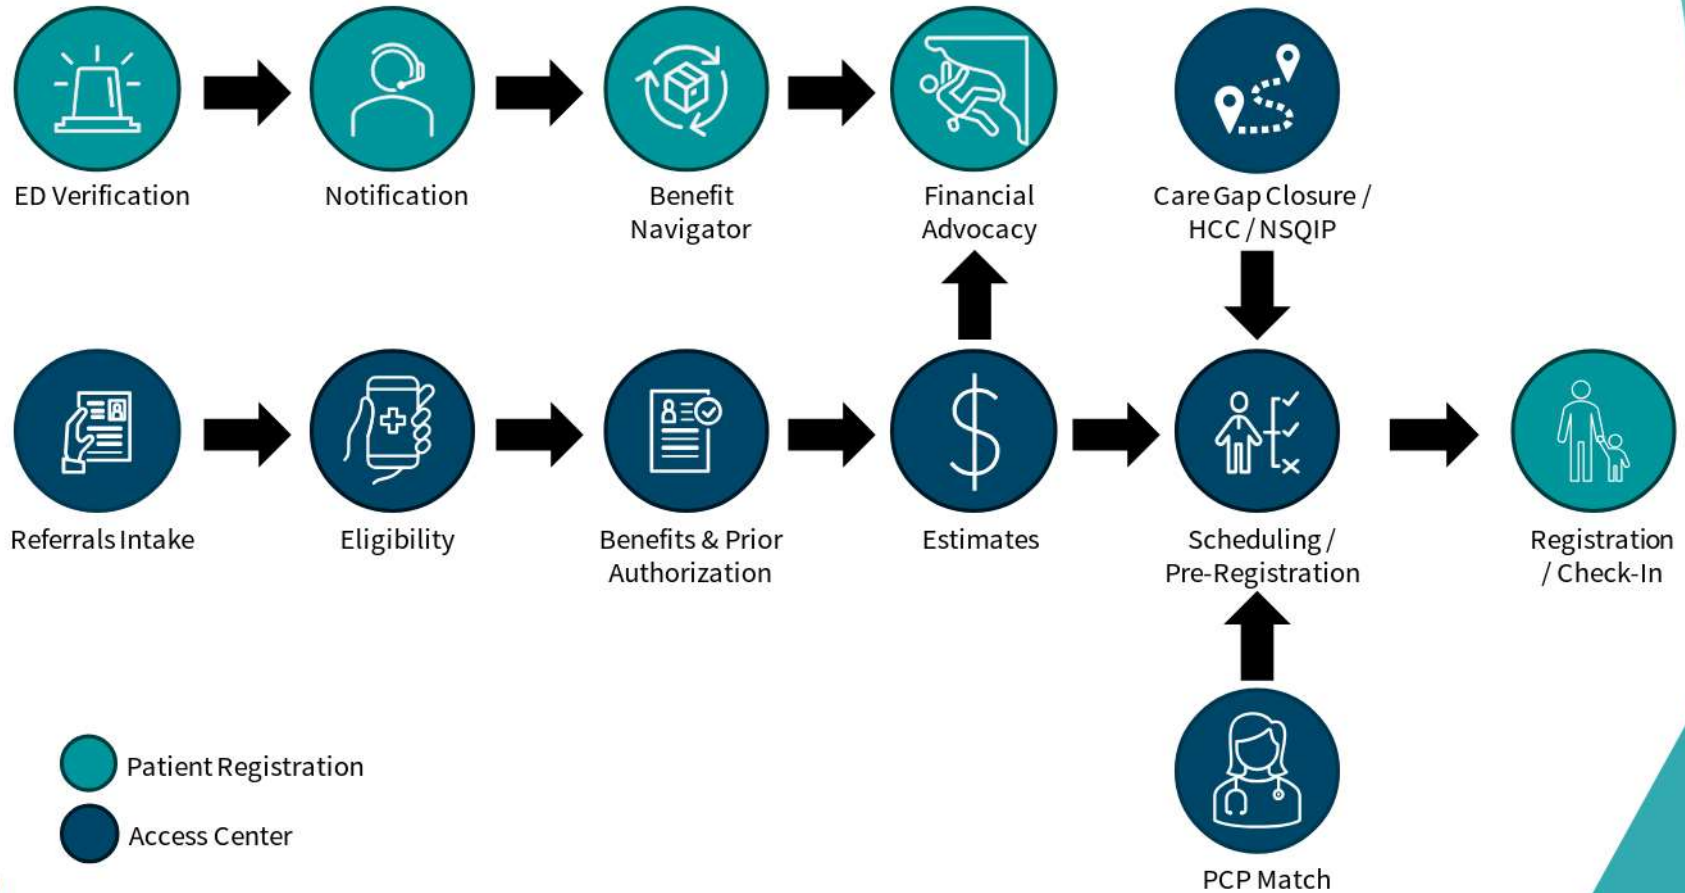 ED Verification
Notification
Benefit
Navigator
Financial
Advocacy
Care Gap Closure /
HCC / NSQIP
Referrals Intake
Eligibility
Benefits & Prior
Authorization
Estimates
Scheduling /
Pre-Registration
Registration
/ Check-In
Patient Registration
Access Center
PCP Match